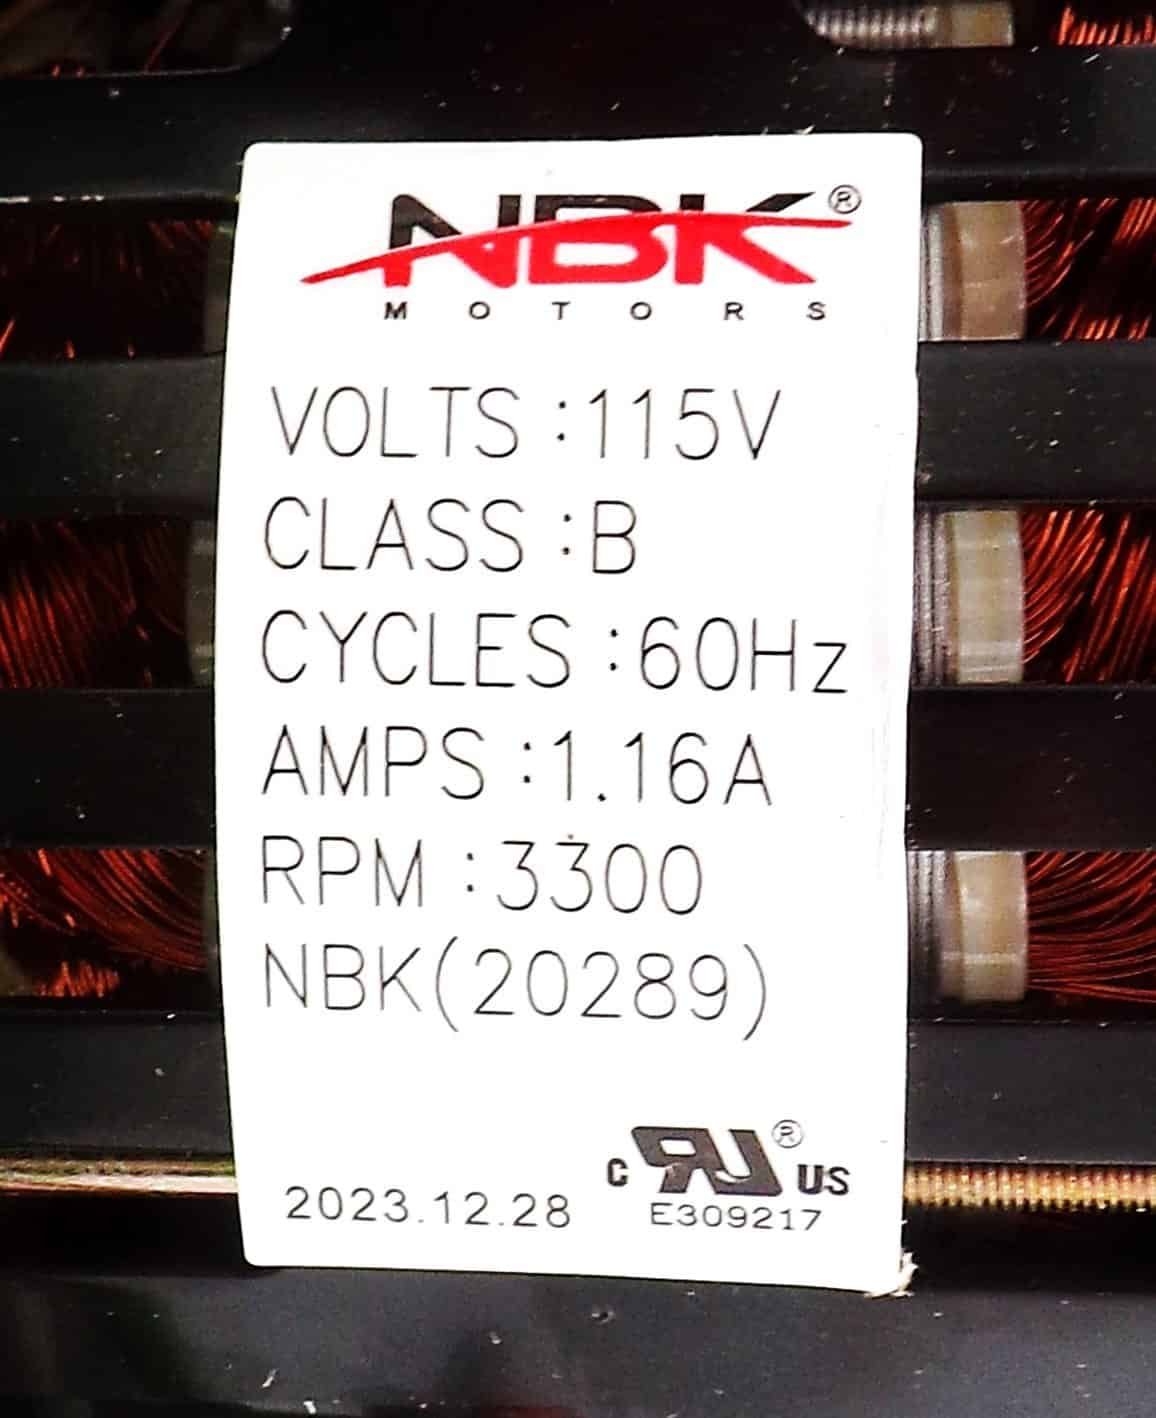 NBK®
MOTORS
VOLTS :115V
CLASS :B
CYCLES :60Hz
AMPS :1.16A
RPM :3300
NBK(20289)
c RU® US
2023.12.28
E309217